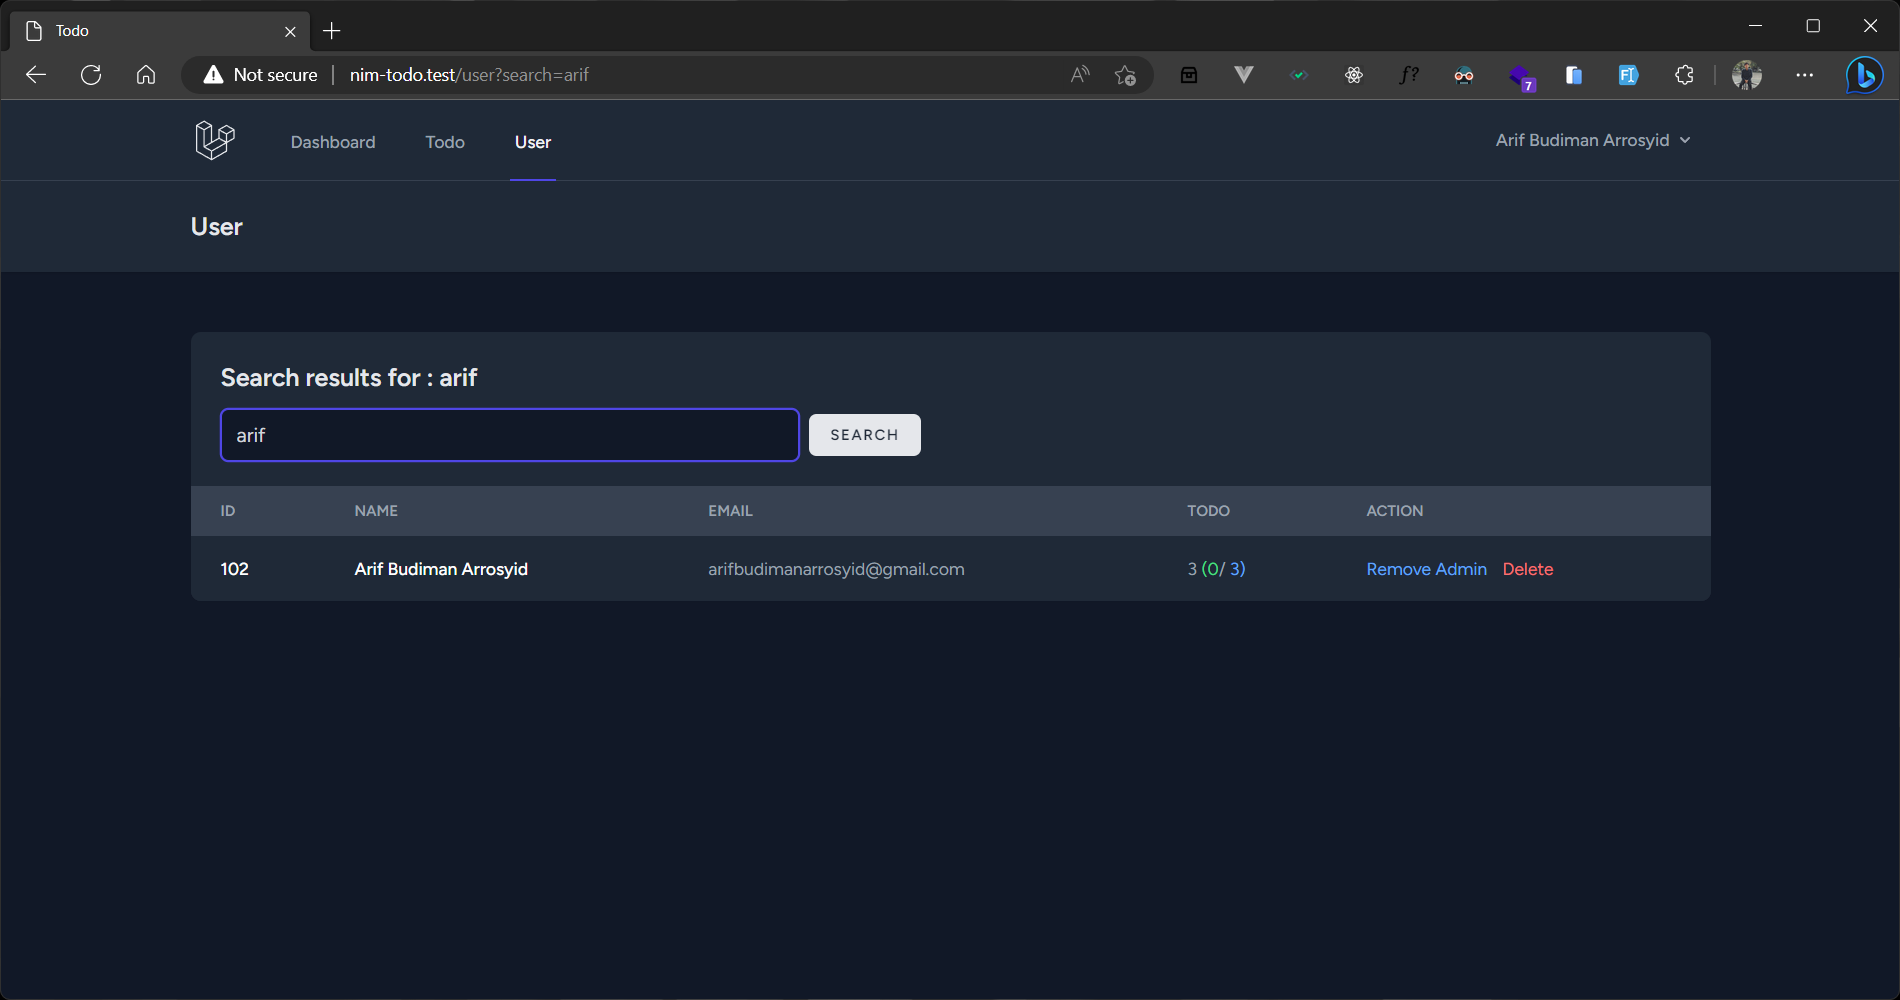 Todo
Not secure | nim-todo.test/user?search=arif
7
Dashboard Todo User Arif Budiman Arrosyid
User
Search results for : arif
arif SEARCH
ID NAME EMAIL TODO ACTION
102 Arif Budiman Arrosyid arifbudimanarrosyid@gmail.com 3 (0/ 3) Remove Admin Delete